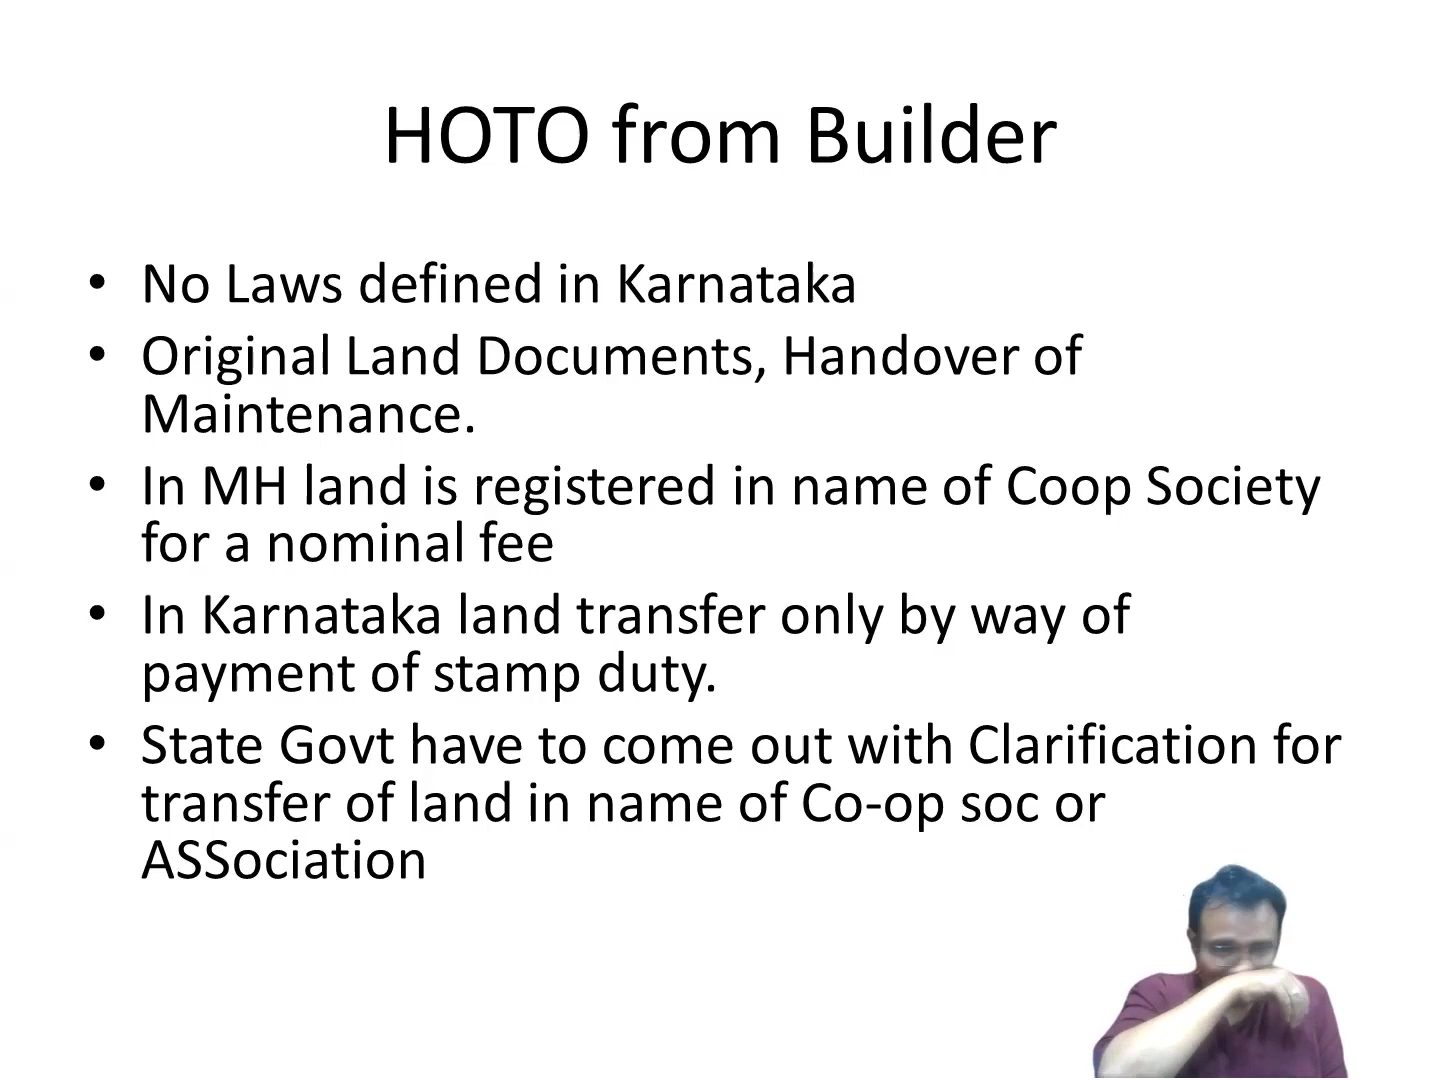 HOTO from Builder
• No Laws defined in Karnataka
• Original Land Documents, Handover of
Maintenance.
• In MH land is registered in name of Coop Society
for a nominal fee
• In Karnataka land transfer only by way of
payment of stamp duty.
• State Govt have to come out with Clarification for
transfer of land in name of Co-op soc or
ASSociation